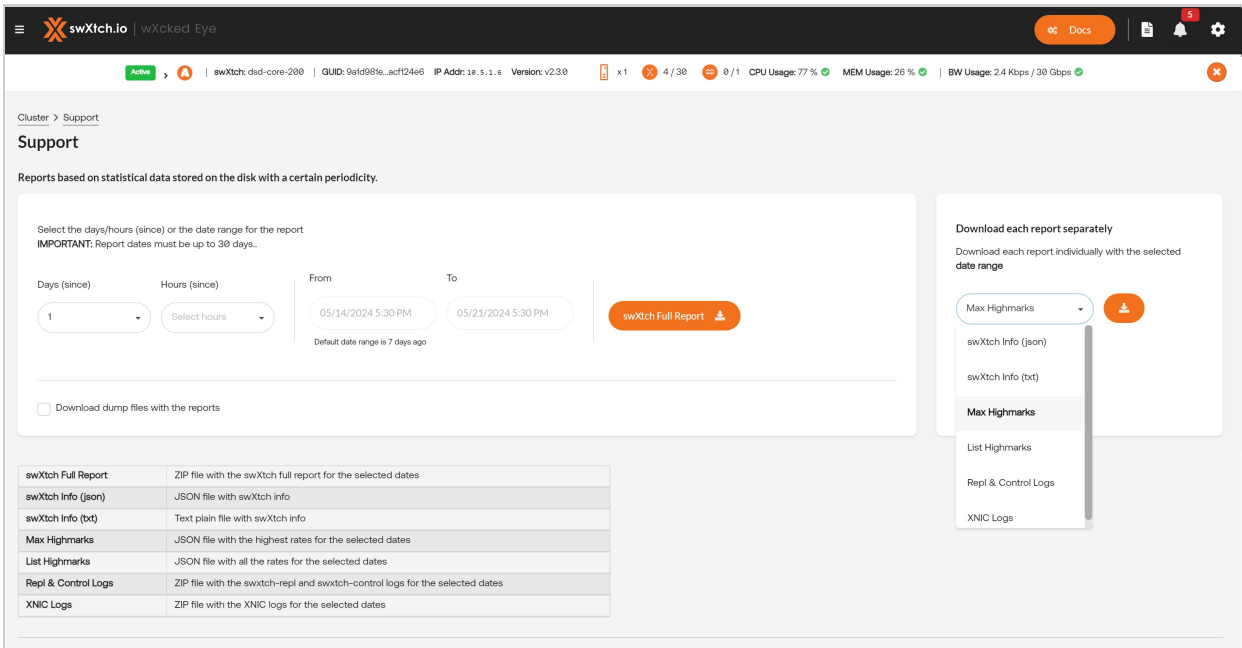 swXtch.io | wXcked Eye
Docs
5
Active
A
| swXtch: dsd-core-200 | GUID: 9a1d981e...acf124e6 IP Addr: 10.5.1.6 Version: v2.3.0
x 1 4 / 30 0 / 1 CPU Usage: 77 % MEM Usage: 26 % | BW Usage: 2.4 Kbps / 30 Gbps
Cluster > Support
Support
Reports based on statistical data stored on the disk with a certain periodicity.
Select the days/hours (since) or the date range for the report
IMPORTANT: Report dates must be up to 30 days..
Days (since) Hours (since) From To
1 Select hours 05/14/2024 5:30 PM 05/21/2024 5:30 PM swXtch Full Report
Default date range is 7 days ago
Download dump files with the reports
Download each report separately
Download each report individually with the selected
date range
Max Highmarks
swXtch Info (json)
swXtch Info (txt)
Max Highmarks
List Highmarks
Repl & Control Logs
XNIC Logs
swXtch Full Report ZIP file with the swXtch full report for the selected dates
swXtch Info (json) JSON file with swXtch info
swXtch Info (txt) Text plain file with swXtch info
Max Highmarks JSON file with the highest rates for the selected dates
List Highmarks JSON file with all the rates for the selected dates
Repl & Control Logs ZIP file with the swxtch-repl and swxtch-control logs for the selected dates
XNIC Logs ZIP file with the XNIC logs for the selected dates